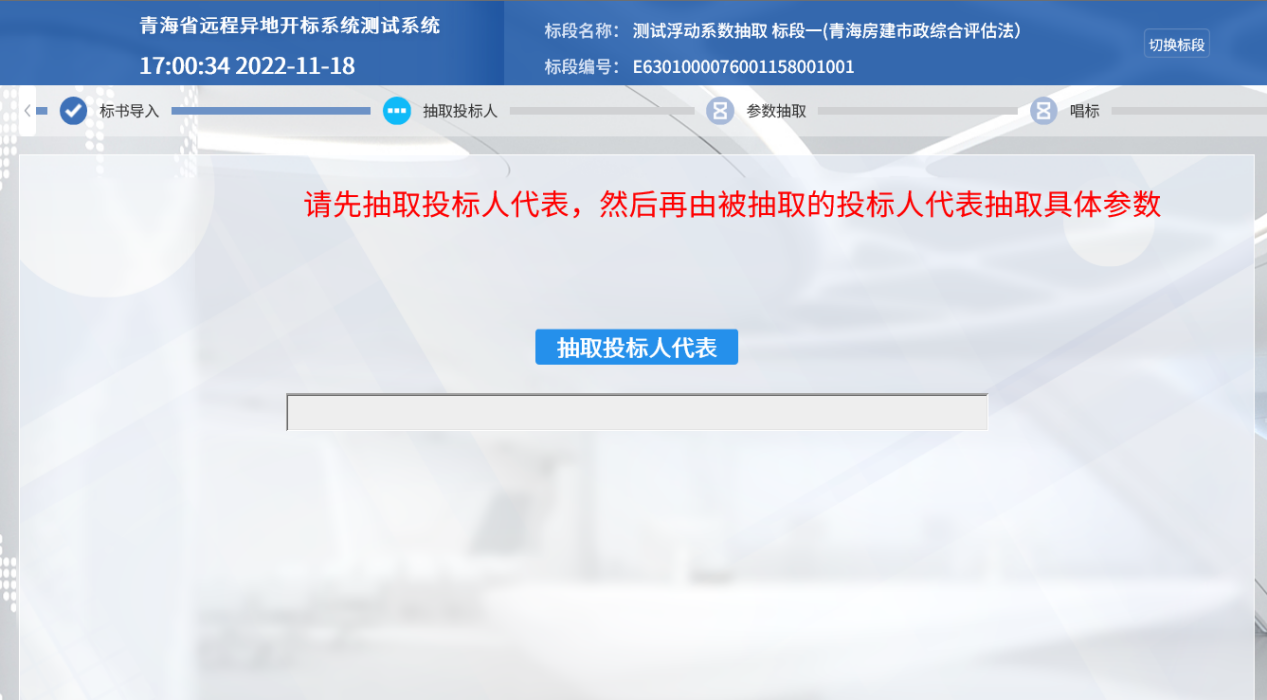 青海省远程异地开标系统测试系统
17:00:34 2022-11-18
标段名称： 测试浮动系数抽取 标段一(青海房建市政综合评估法）
标段编号： E6301000076001158001001
切换标段
标书导入
抽取投标人
参数抽取
唱标
请先抽取投标人代表，然后再由被抽取的投标人代表抽取具体参数
抽取投标人代表